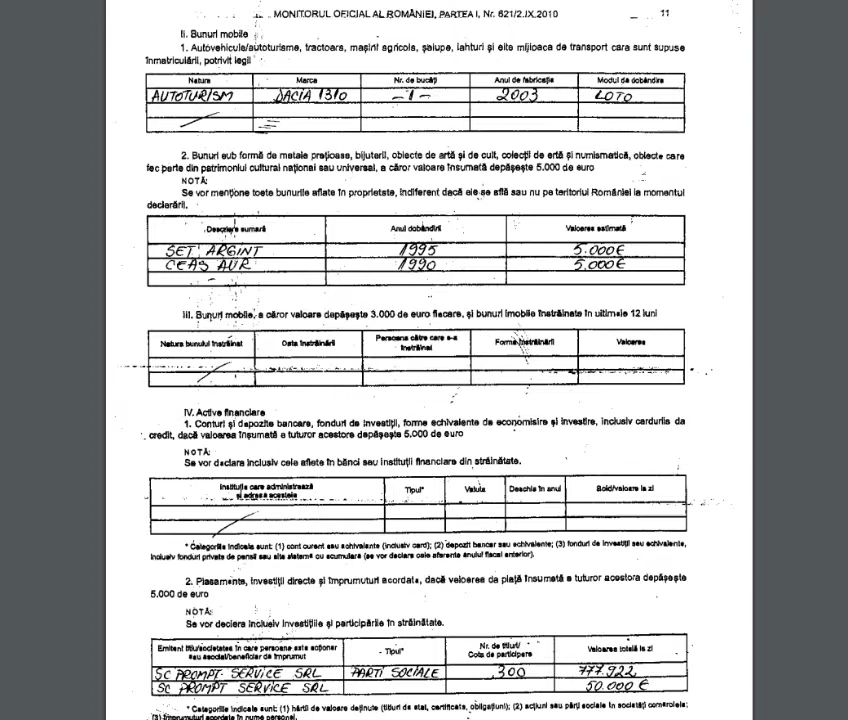 MONITORUL OFICIAL AL ROMÂNIEI, PARTEA I, Nr. 621/2.IX.2010 11
II. Bunuri mobile
1. Autovehicule/autoturisme, tractoare, mașini agricole, șalupe, iahturi și alte mijloace de transport care sunt supuse
înmatriculării, potrivit legii
Natura Marca Nr. de bucăți Anul de fabricație Modul de dobândire
AUTOTURISM DACIA 1310 -1- 2003 LOTO
2. Bunuri sub formă de metale prețioase, bijuterii, obiecte de artă și de cult, colecții de artă și numismatică, obiecte care
fac parte din patrimoniul cultural național sau universal, a căror valoare însumată depășește 5.000 de euro
NOTĂ:
Se vor menționa toate bunurile aflate în proprietate, indiferent dacă ele se află sau nu pe teritoriul României la momentul
declarării.
Descriere sumară Anul dobândirii Valoarea estimată
SET ARGINT 1995 5.000€
CEAS AUR 1990 5.000€
III. Bunuri mobile, a căror valoare depășește 3.000 de euro fiecare, și bunuri imobile înstrăinate în ultimele 12 luni
Natura bunului înstrăinat Data înstrăinării Persoana către care s-a înstrăinat Forma înstrăinării Valoarea
IV. Active financiare
1. Conturi și depozite bancare, fonduri de investiții, forme echivalente de economisire și investire, inclusiv cardurile de
credit, dacă valoarea însumată a tuturor acestora depășește 5.000 de euro
NOTĂ:
Se vor declara inclusiv cele aflate în bănci sau instituții financiare din străinătate.
Instituția care administrează și adresa acesteia Tipul* Valuta Deschis în anul Sold/valoare la zi
* Categoriile indicate sunt: (1) cont curent sau echivalente (inclusiv card); (2) depozit bancar sau echivalente; (3) fonduri de investiții sau echivalente,
inclusiv fonduri private de pensii sau alte sisteme cu acumulare (se vor declara cele aferente anului fiscal anterior).
2. Plasamente, investiții directe și împrumuturi acordate, dacă valoarea de piață însumată a tuturor acestora depășește
5.000 de euro
NOTĂ:
Se vor declara inclusiv investițiile și participările în străinătate.
Emitent titlu/societatea în care persoana este acționar sau asociat/beneficiar de împrumut Tipul* Nr. de titluri/ Cota de participare Valoarea totală la zi
SC PROMPT SERVICE SRL PARTI SOCIALE 300 777.922
SC PROMPT SERVICE SRL 50.000 €
* Categoriile indicate sunt: (1) hârtii de valoare deținute (titluri de stat, certificate, obligațiuni); (2) acțiuni sau părți sociale în societăți comerciale;
(3) împrumuturi acordate în nume personal.